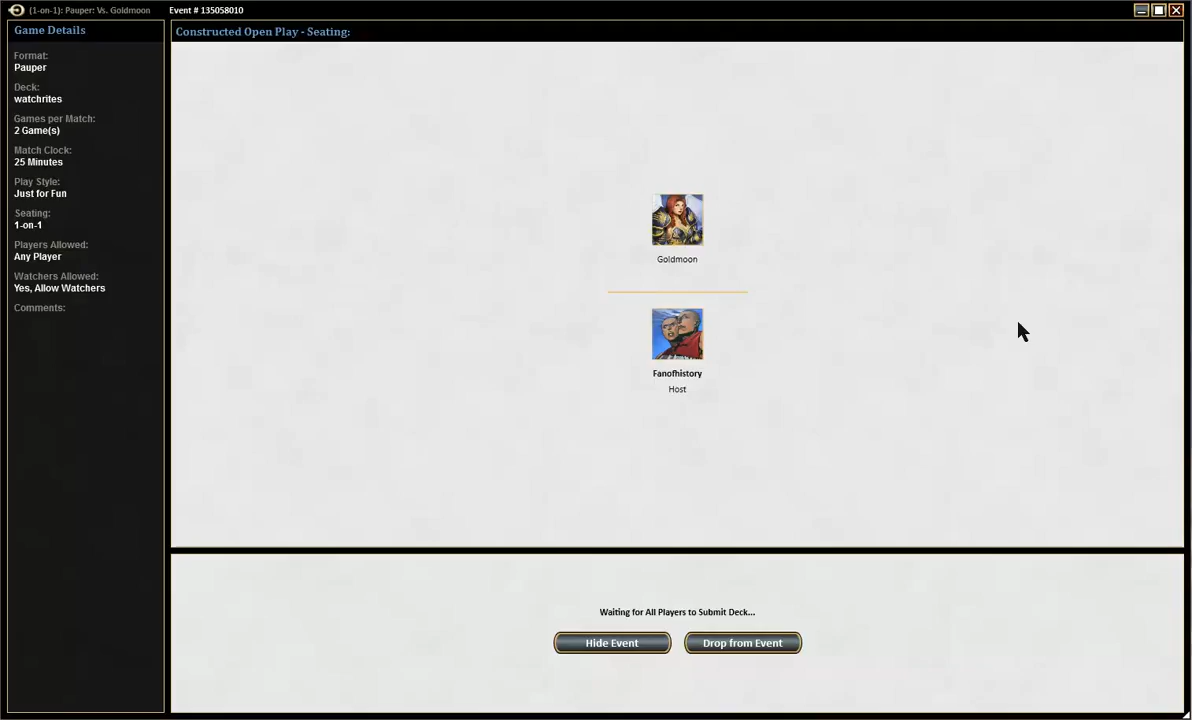 (1-on-1): Pauper: Vs. Goldmoon Event # 135058010
Game Details
Format:
Pauper
Deck:
watchrites
Games per Match:
2 Game(s)
Match Clock:
25 Minutes
Play Style:
Just for Fun
Seating:
1-on-1
Players Allowed:
Any Player
Watchers Allowed:
Yes, Allow Watchers
Comments:
Constructed Open Play - Seating:
Goldmoon
Fanofhistory
Host
Waiting for All Players to Submit Deck...
Hide Event Drop from Event